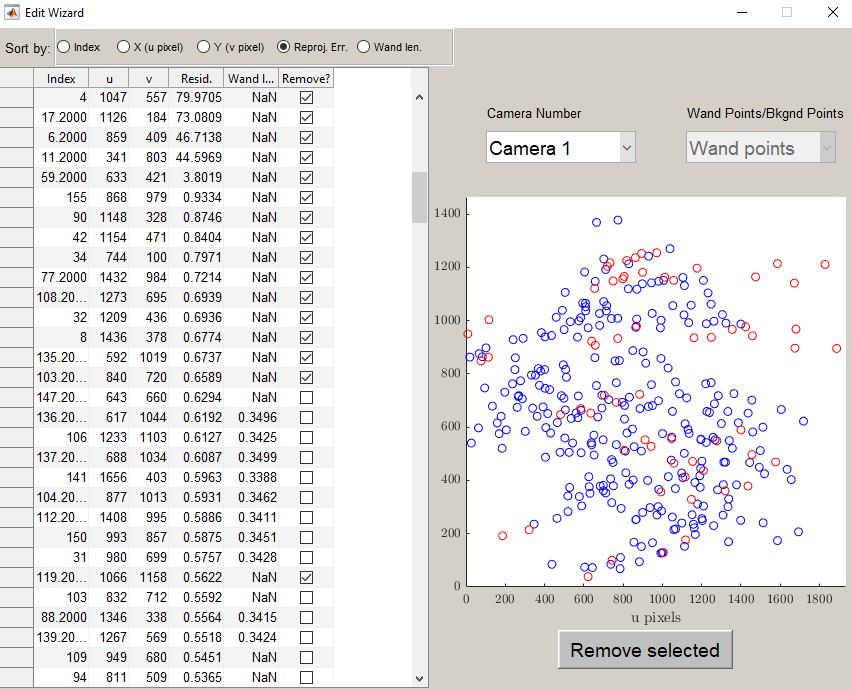 Edit Wizard
Sort by: Index X (u pixel) Y (v pixel) Reproj. Err. Wand len.
Index u v Resid. Wand l... Remove?
4 1047 557 79.9705 NaN
17.2000 1126 184 73.0809 NaN
6.2000 859 409 46.7138 NaN
11.2000 341 803 44.5969 NaN
59.2000 633 421 3.8019 NaN
155 868 979 0.9334 NaN
90 1148 328 0.8746 NaN
42 1154 471 0.8404 NaN
34 744 100 0.7971 NaN
77.2000 1432 984 0.7214 NaN
108.20... 1273 695 0.6939 NaN
32 1209 436 0.6936 NaN
8 1436 378 0.6774 NaN
135.20... 592 1019 0.6737 NaN
103.20... 840 720 0.6589 NaN
147.20... 643 660 0.6294 NaN
136.20... 617 1044 0.6192 0.3496
106 1233 1103 0.6127 0.3425
137.20... 688 1034 0.6087 0.3499
141 1656 403 0.5963 0.3388
104.20... 877 1013 0.5931 0.3462
112.20... 1408 995 0.5886 0.3411
150 993 857 0.5875 0.3451
31 980 699 0.5757 0.3428
119.20... 1066 1158 0.5622 NaN
103 832 712 0.5592 NaN
88.2000 1346 338 0.5564 0.3415
139.20... 1267 569 0.5518 0.3424
109 949 680 0.5451 NaN
94 811 509 0.5365 NaN
Camera Number Wand Points/Bkgnd Points
Camera 1 Wand points
1400
1200
1000
800
600
400
200
0
0 200 400 600 800 1000 1200 1400 1600 1800
u pixels
Remove selected